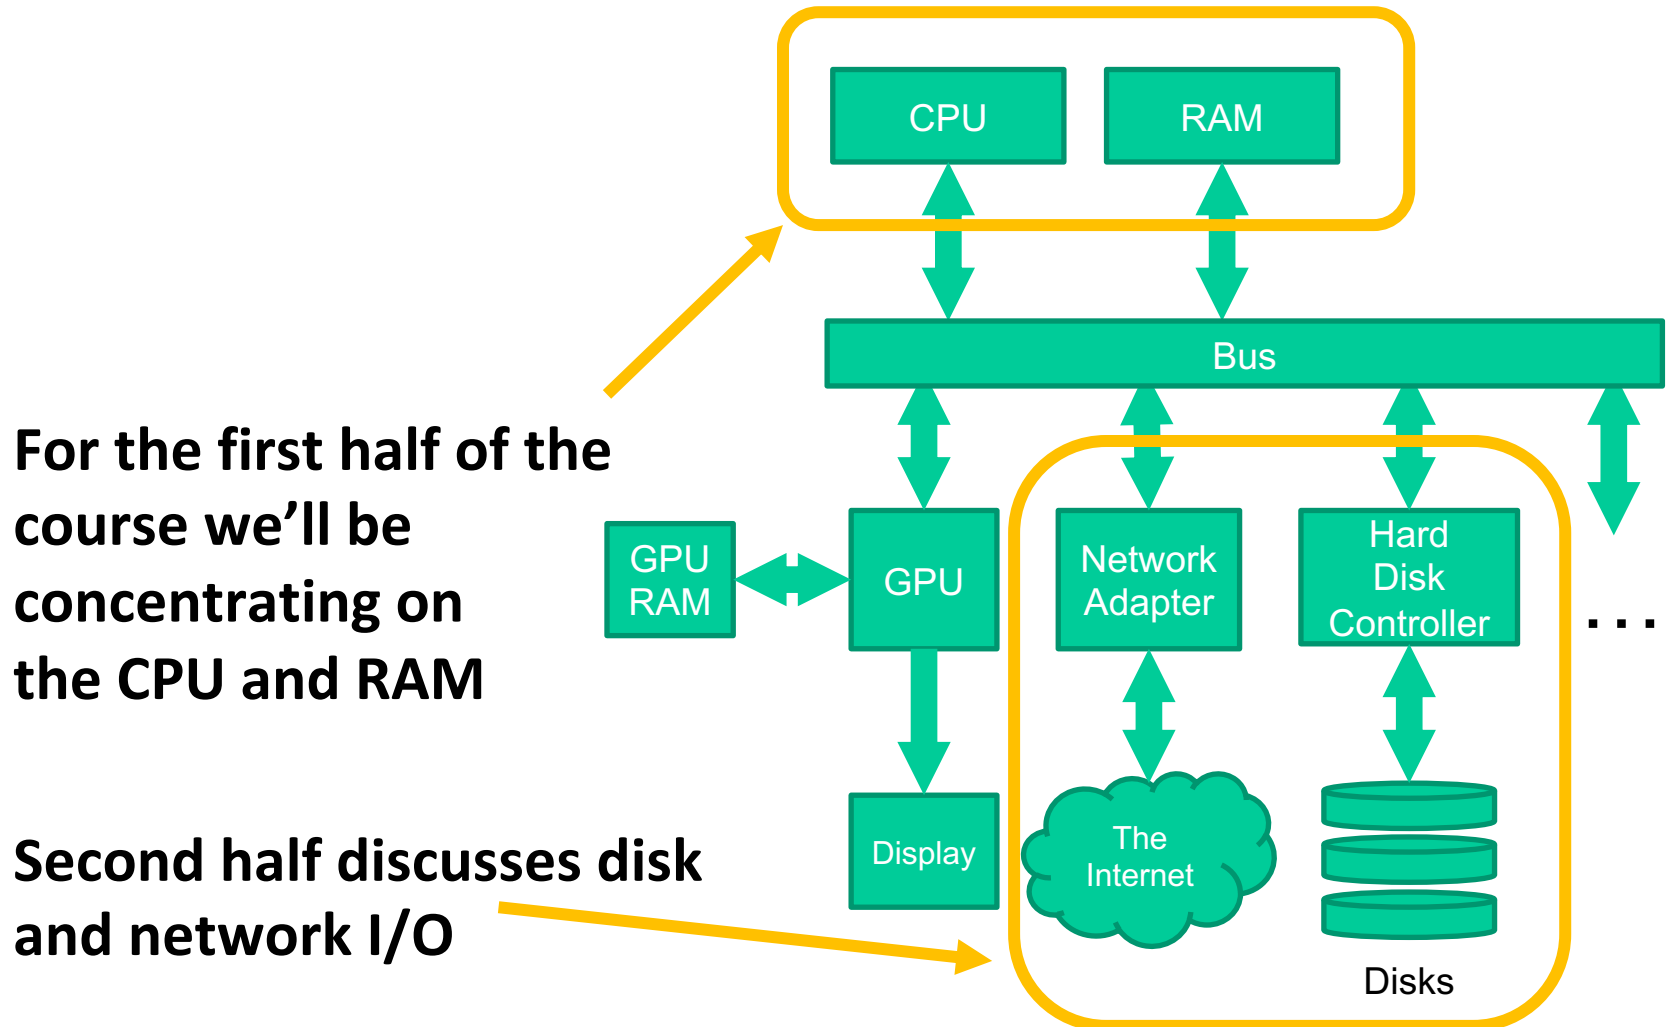 CPU
RAM
Bus
For the first half of the
course we’ll be
concentrating on
the CPU and RAM
GPU
RAM
GPU
Network
Adapter
Hard
Disk
Controller
...
Display
The
Internet
Disks
Second half discusses disk
and network I/O